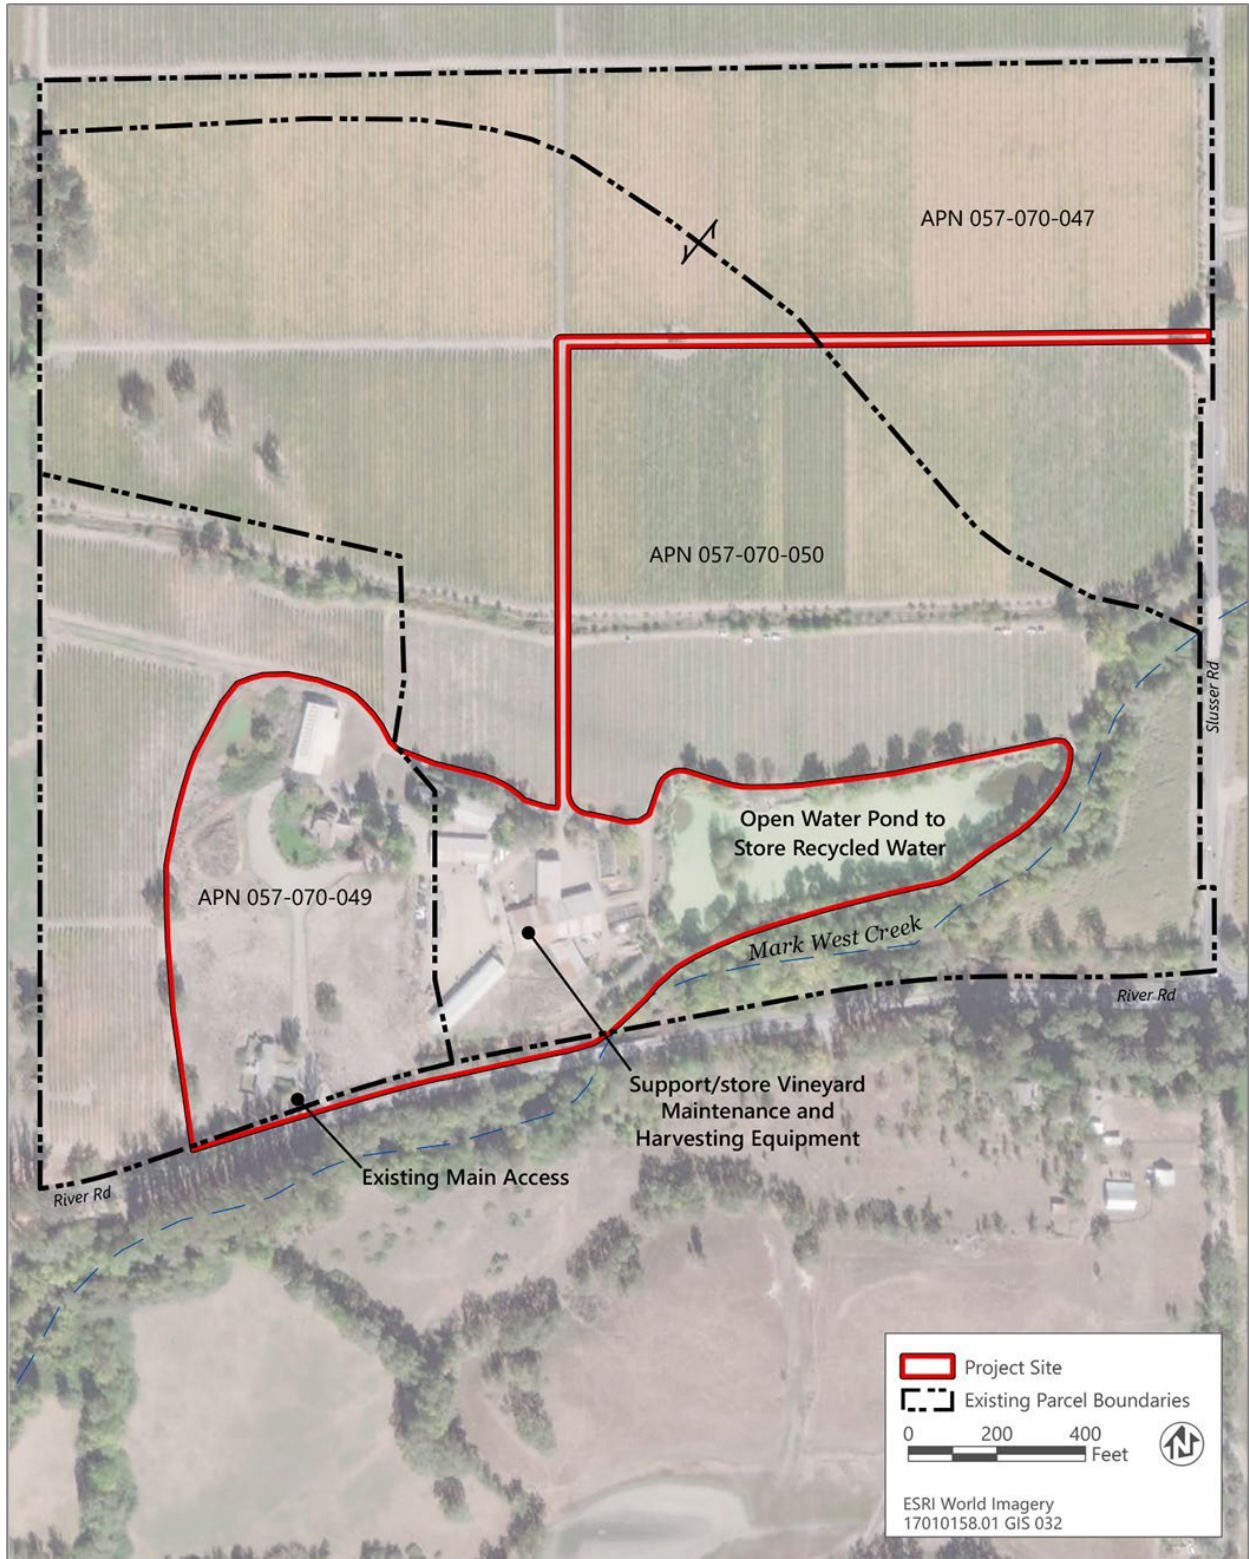 APN 057-070-047
APN 057-070-050
Slusser Rd
Open Water Pond to
Store Recycled Water
APN 057-070-049
Mark West Creek
River Rd
Support/store Vineyard
Maintenance and
Harvesting Equipment
Existing Main Access
River Rd
Project Site
Existing Parcel Boundaries
0 200 400
Feet
N
ESRI World Imagery
17010158.01 GIS 032